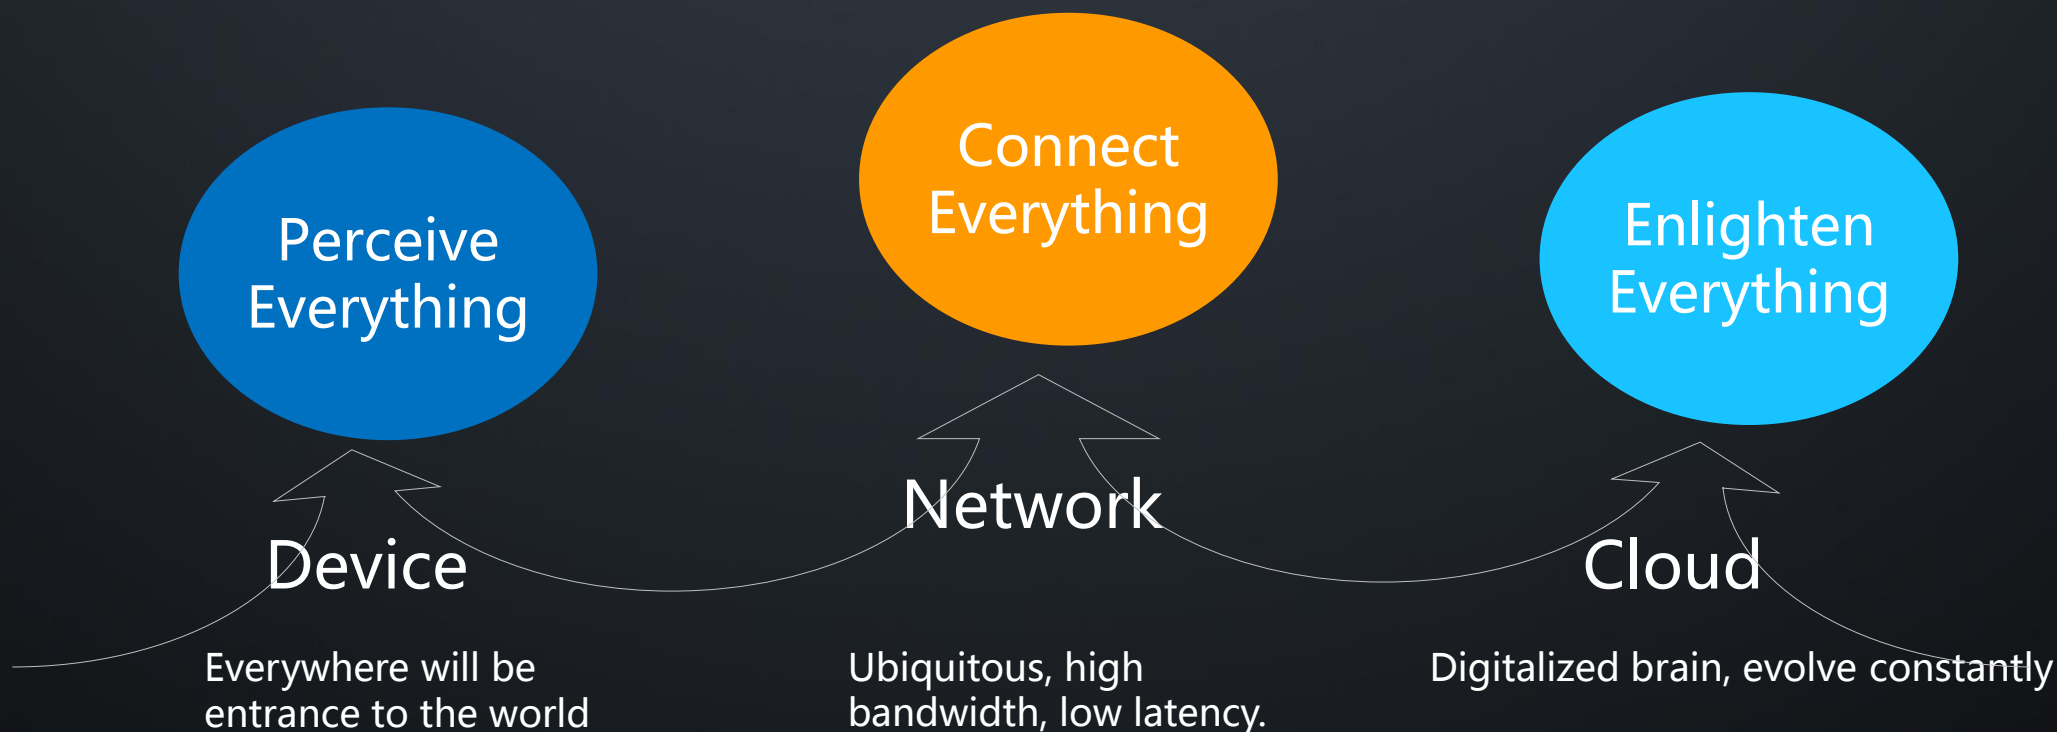 Perceive
Everything
Connect
Everything
Enlighten
Everything
Device
Network
Cloud
Everywhere will be
entrance to the world
Ubiquitous, high
bandwidth, low latency.
Digitalized brain, evolve constantly